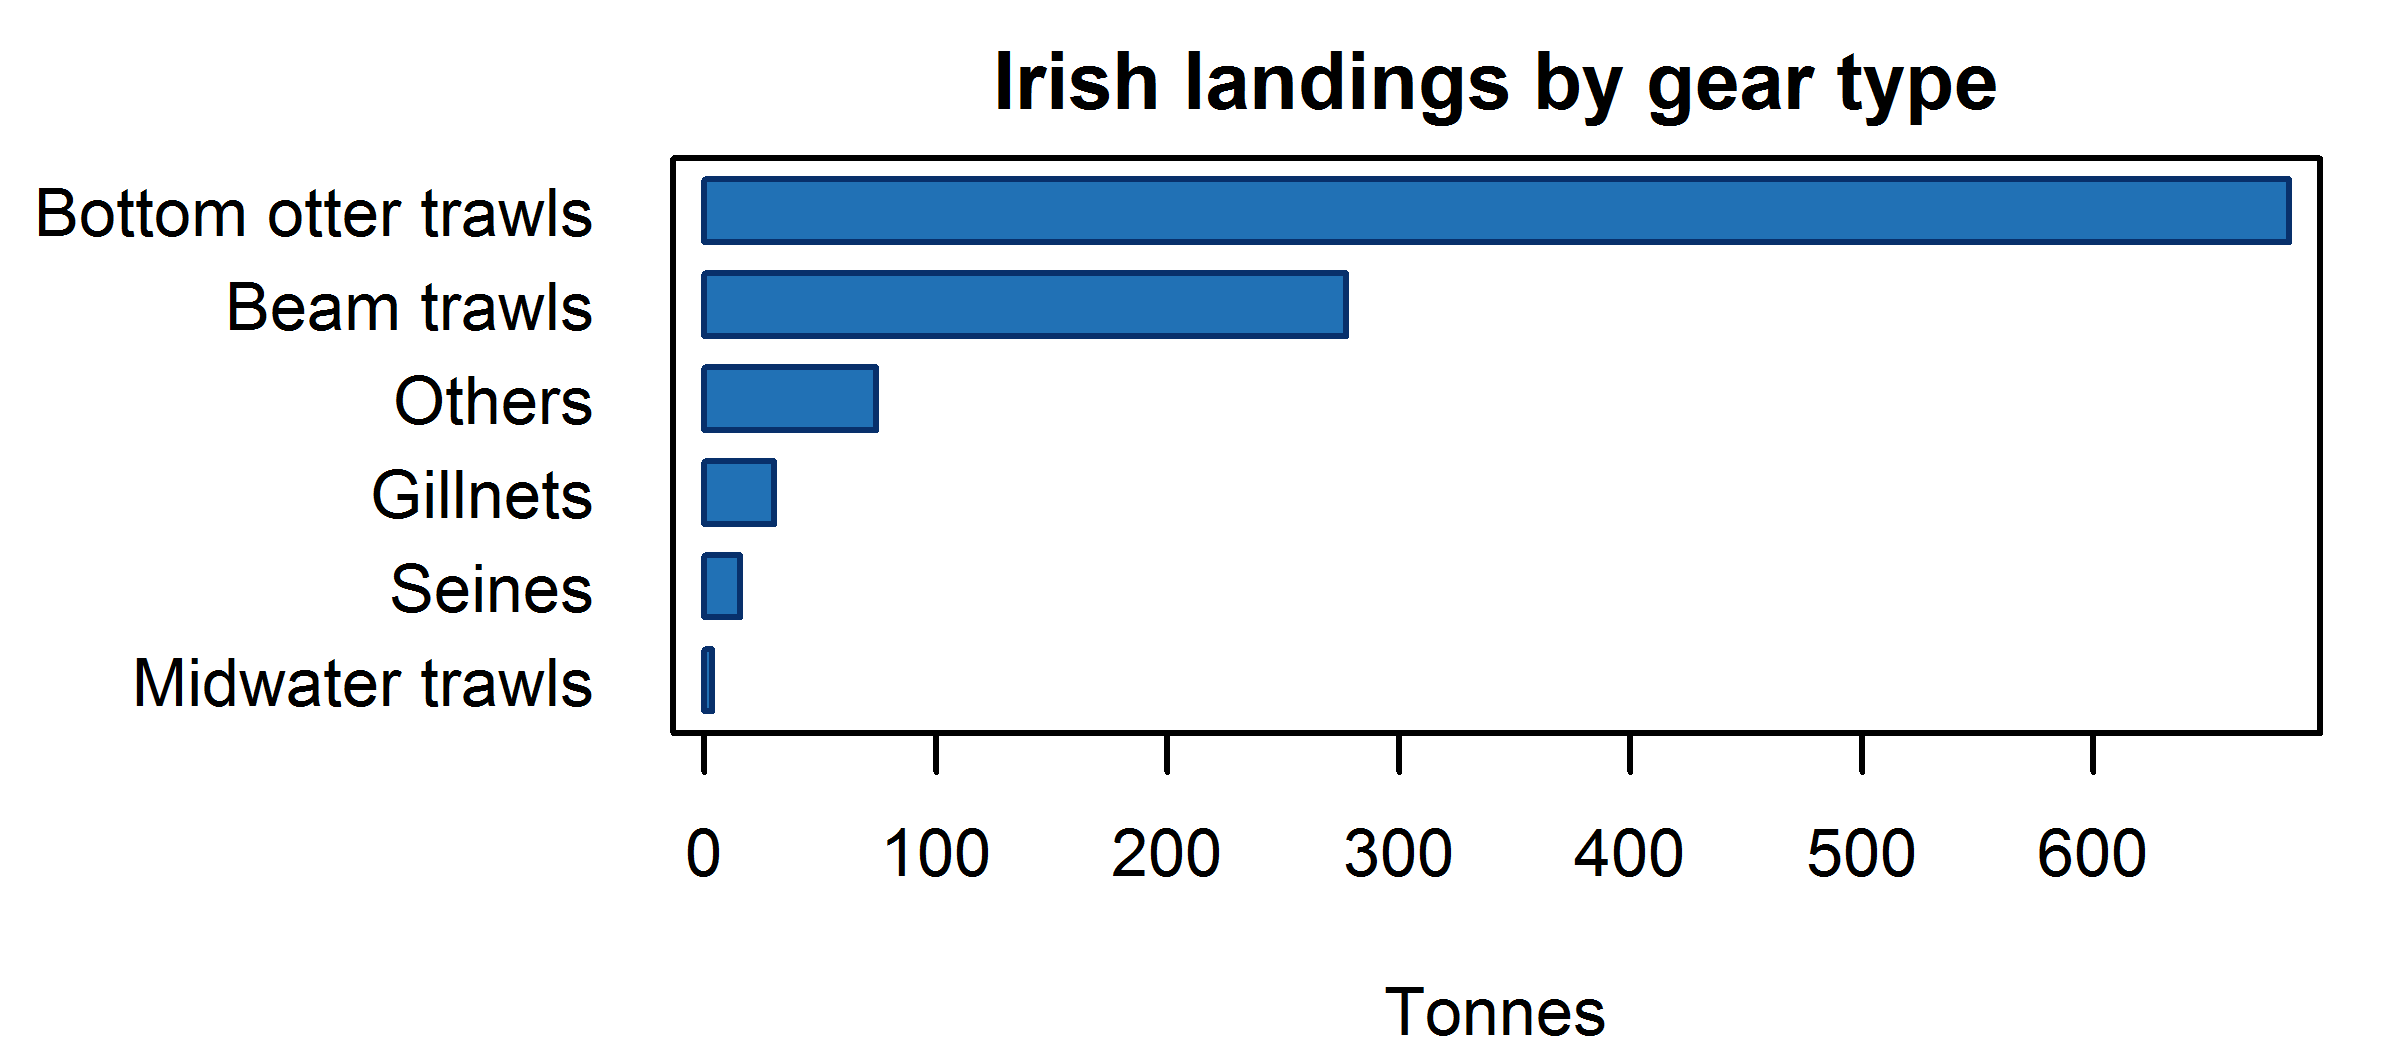 Irish landings by gear type
Bottom otter trawls
Beam trawls
Others
Gillnets
Seines
Midwater trawls
0 100 200 300 400 500 600
Tonnes